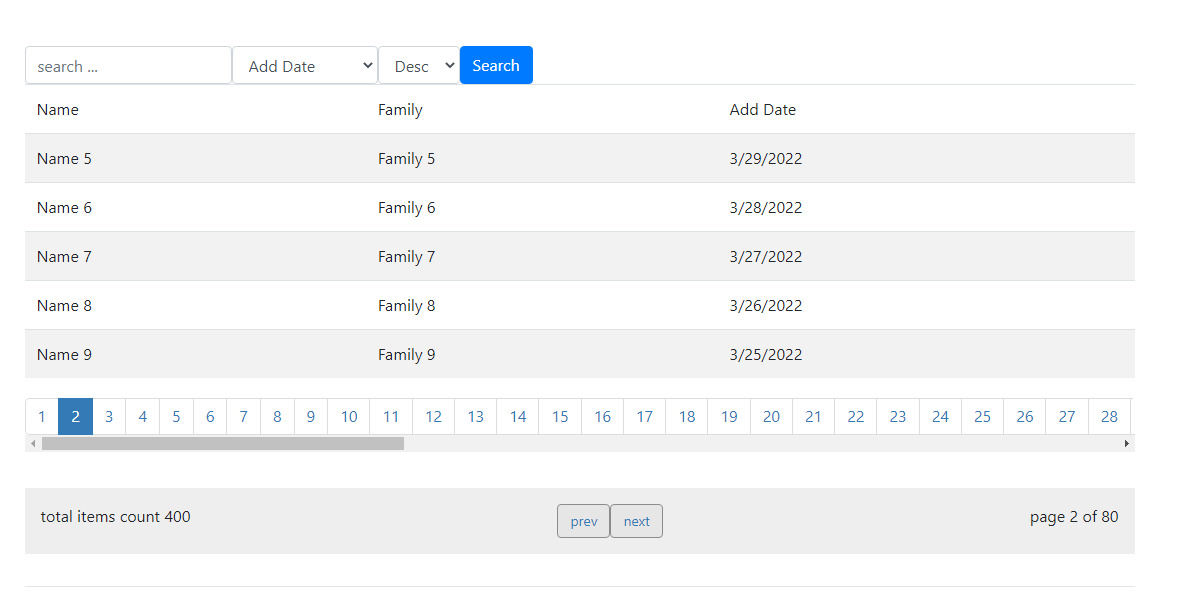 search ... Add Date Desc Search
Name Family Add Date
Name 5 Family 5 3/29/2022
Name 6 Family 6 3/28/2022
Name 7 Family 7 3/27/2022
Name 8 Family 8 3/26/2022
Name 9 Family 9 3/25/2022
1 2 3 4 5 6 7 8 9 10 11 12 13 14 15 16 17 18 19 20 21 22 23 24 25 26 27 28
total items count 400 prev next page 2 of 80